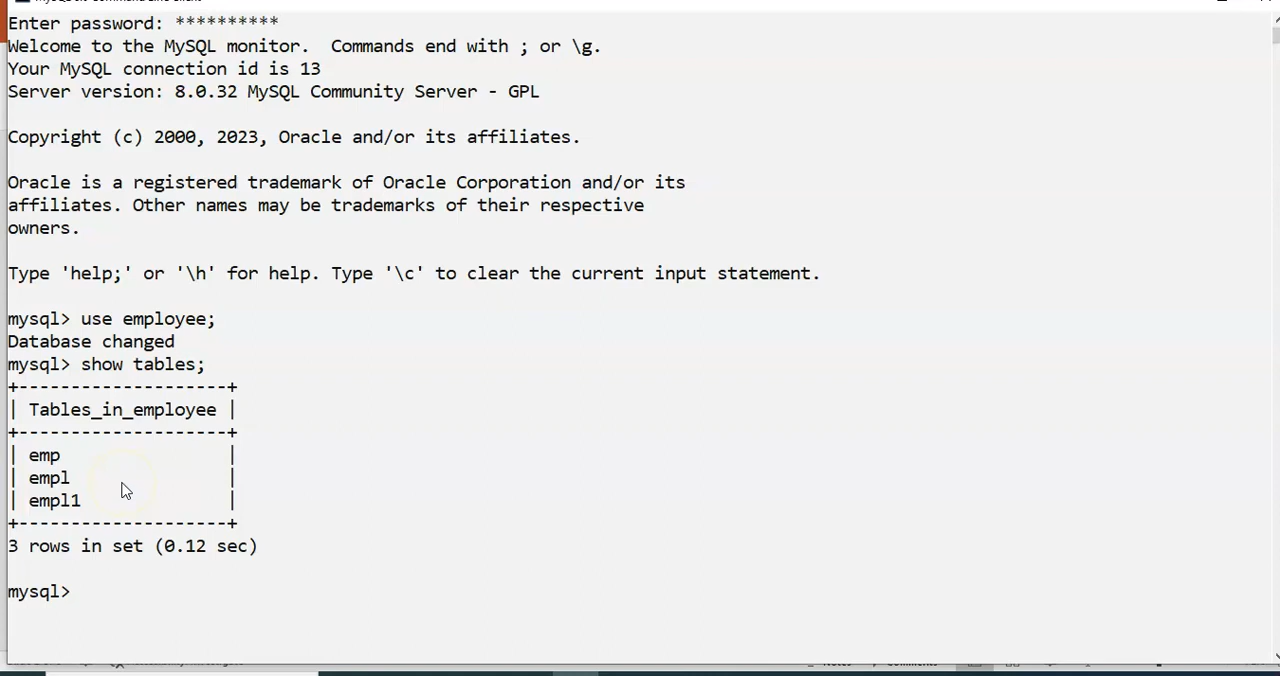 Enter password: **********
Welcome to the MySQL monitor.  Commands end with ; or \g.
Your MySQL connection id is 13
Server version: 8.0.32 MySQL Community Server - GPL

Copyright (c) 2000, 2023, Oracle and/or its affiliates.

Oracle is a registered trademark of Oracle Corporation and/or its
affiliates. Other names may be trademarks of their respective
owners.

Type 'help;' or '\h' for help. Type '\c' to clear the current input statement.

mysql> use employee;
Database changed
mysql> show tables;
+--------------------+
| Tables_in_employee |
+--------------------+
| emp                |
| empl               |
| empl1              |
+--------------------+
3 rows in set (0.12 sec)

mysql>